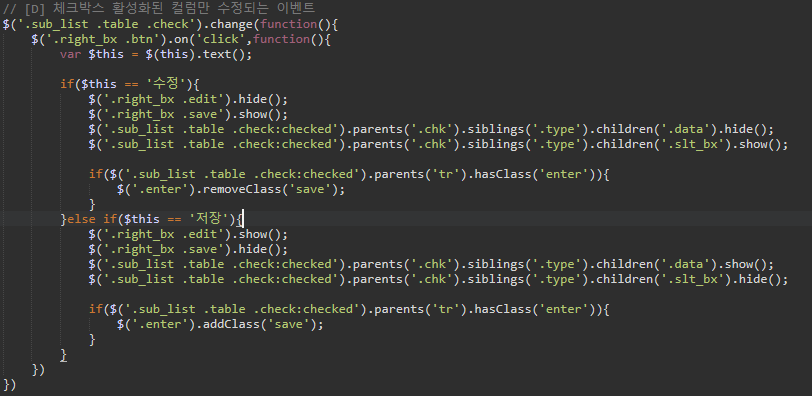 // [D] 체크박스 활성화된 컬럼만 수정되는 이벤트
$('.sub_list .table .check').change(function(){
    $('.right_bx .btn').on('click',function(){
        var $this = $(this).text();

        if($this == '수정'){
            $('.right_bx .edit').hide();
            $('.right_bx .save').show();
            $('.sub_list .table .check:checked').parents('.chk').siblings('.type').children('.data').hide();
            $('.sub_list .table .check:checked').parents('.chk').siblings('.type').children('.slt_bx').show();

            if($('.sub_list .table .check:checked').parents('tr').hasClass('enter')){
                $('.enter').removeClass('save');
            }
        }else if($this == '저장'){
            $('.right_bx .edit').show();
            $('.right_bx .save').hide();
            $('.sub_list .table .check:checked').parents('.chk').siblings('.type').children('.data').show();
            $('.sub_list .table .check:checked').parents('.chk').siblings('.type').children('.slt_bx').hide();

            if($('.sub_list .table .check:checked').parents('tr').hasClass('enter')){
                $('.enter').addClass('save');
            }
        }
    })
})